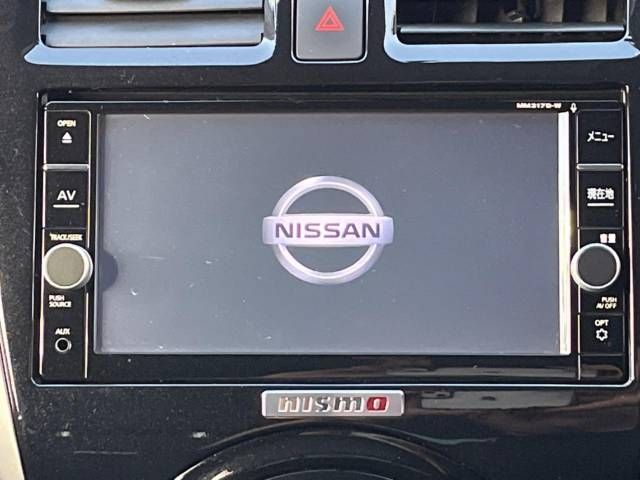 MM317D-W
OPEN
メニュー
AV
現在地
TRACK/SEEK
音量
NISSAN
PUSH
SOURCE
PUSH
AV OFF
AUX
OPT
nismo